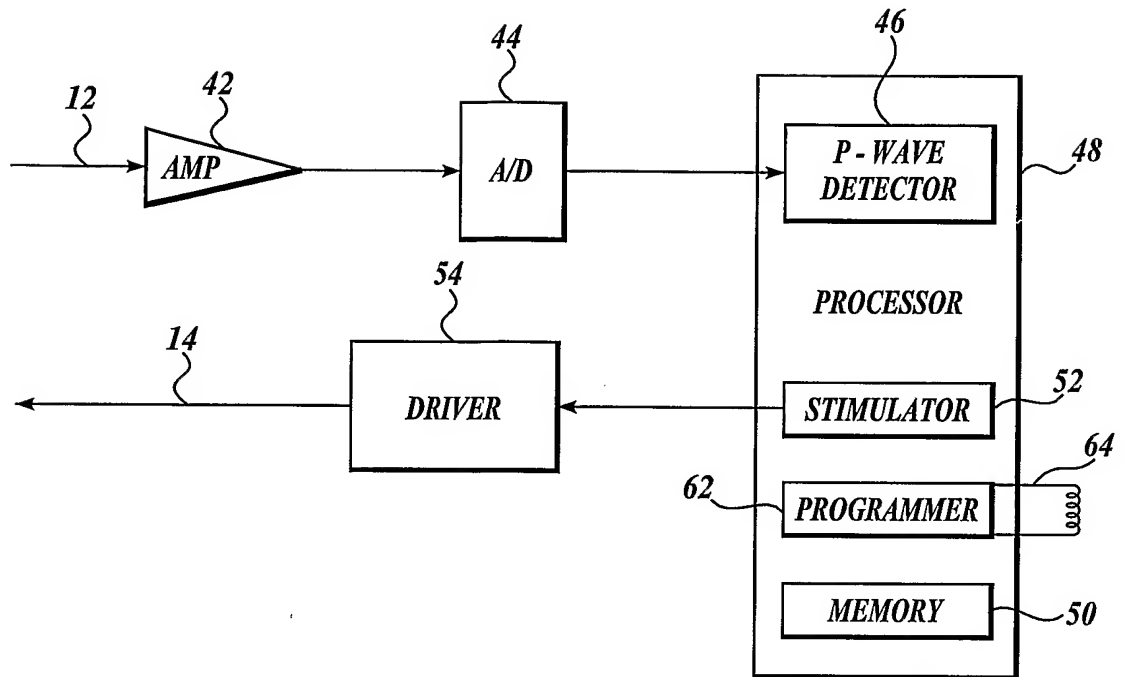 46
44
42
12
AMP
A/D
P - WAVE
DETECTOR
48
PROCESSOR
54
14
DRIVER
STIMULATOR
52
64
62
PROGRAMMER
MEMORY
50